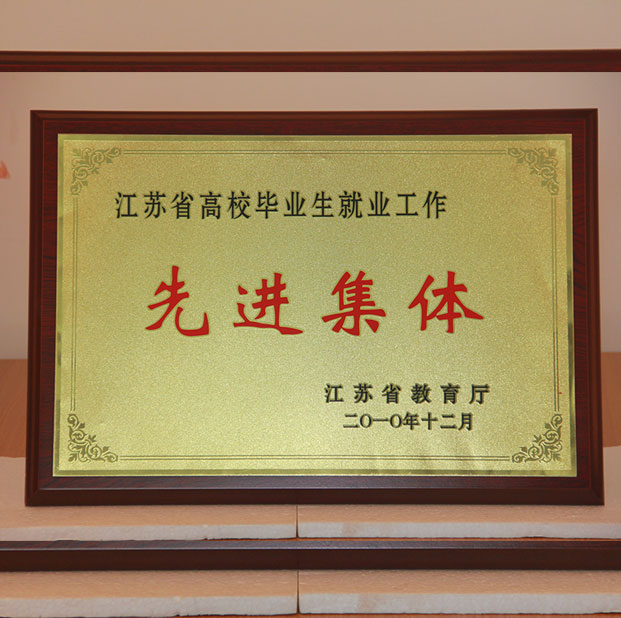 江苏省高校毕业生就业工作
先进集体
江苏省教育厅
二〇一〇年十二月